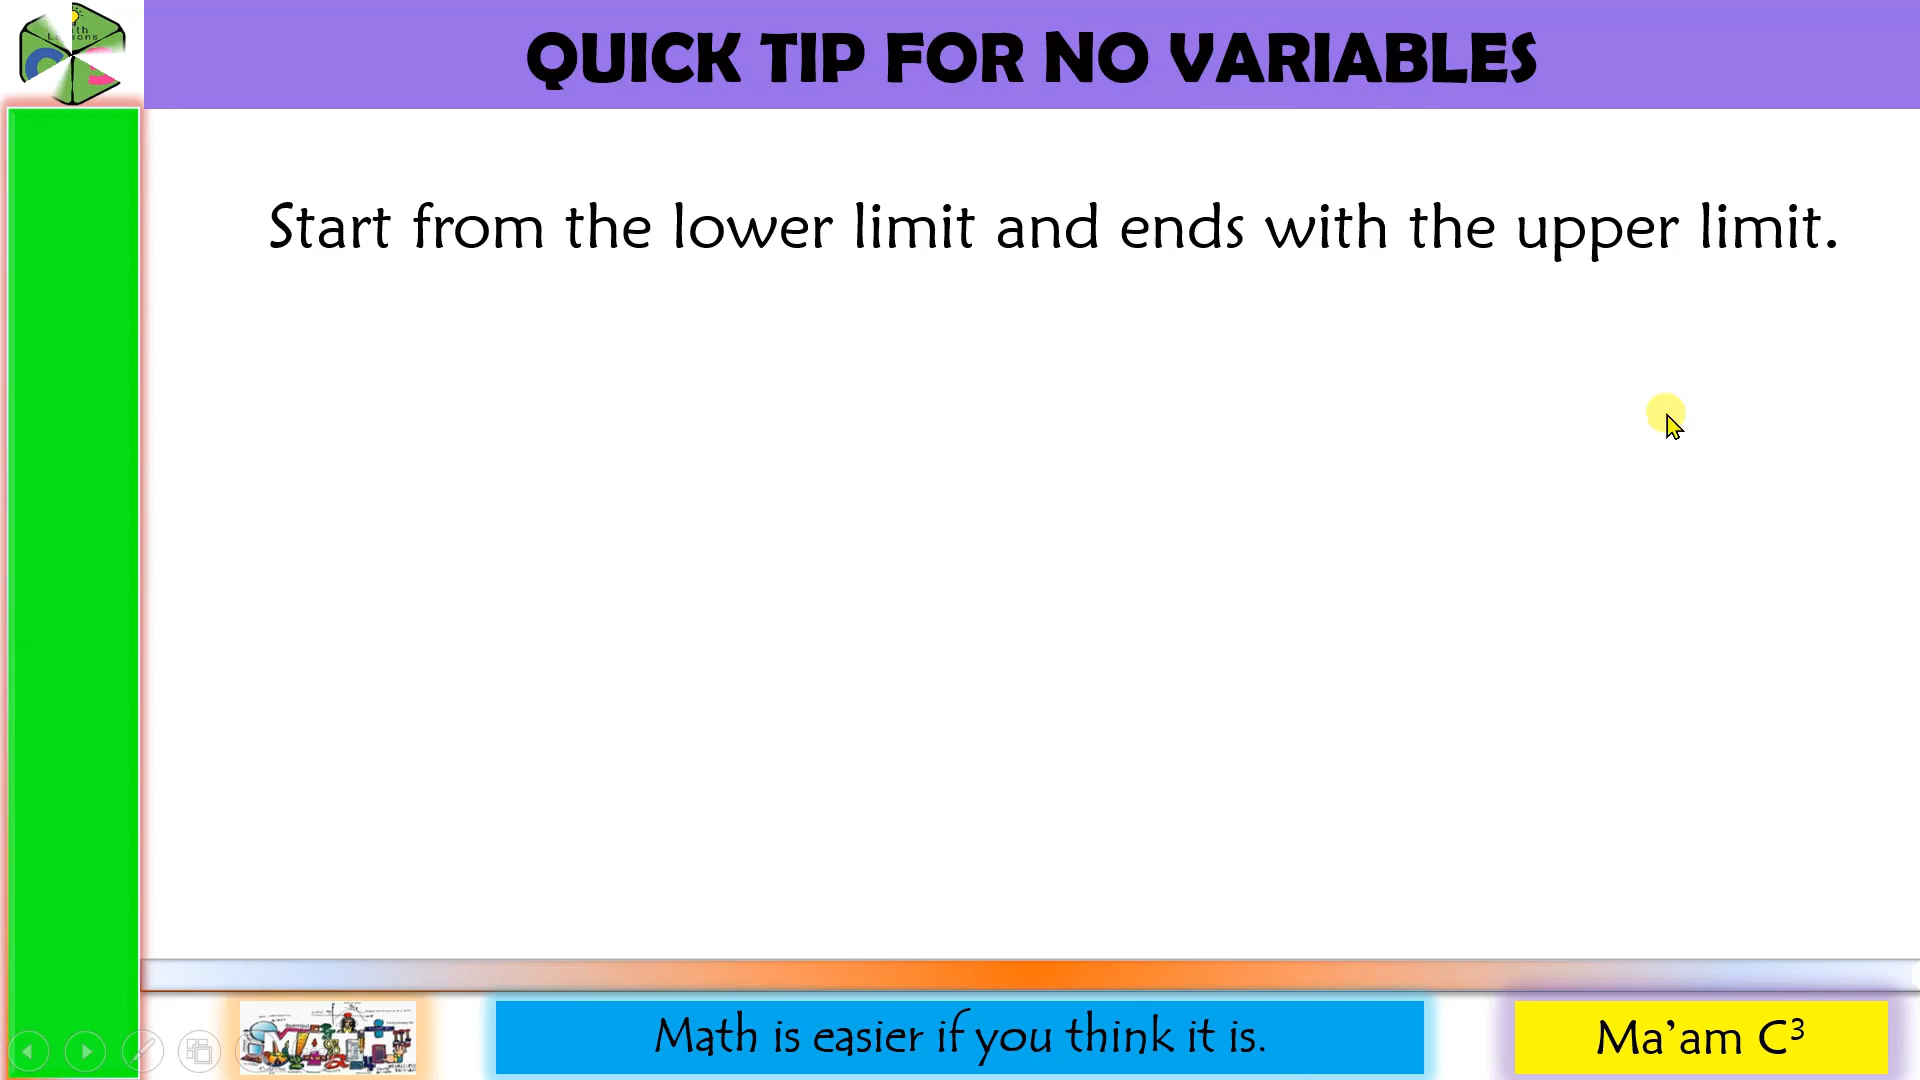 QUICK TIP FOR NO VARIABLES
Start from the lower limit and ends with the upper limit.
MATH
Math is easier if you think it is.
Ma'am C³